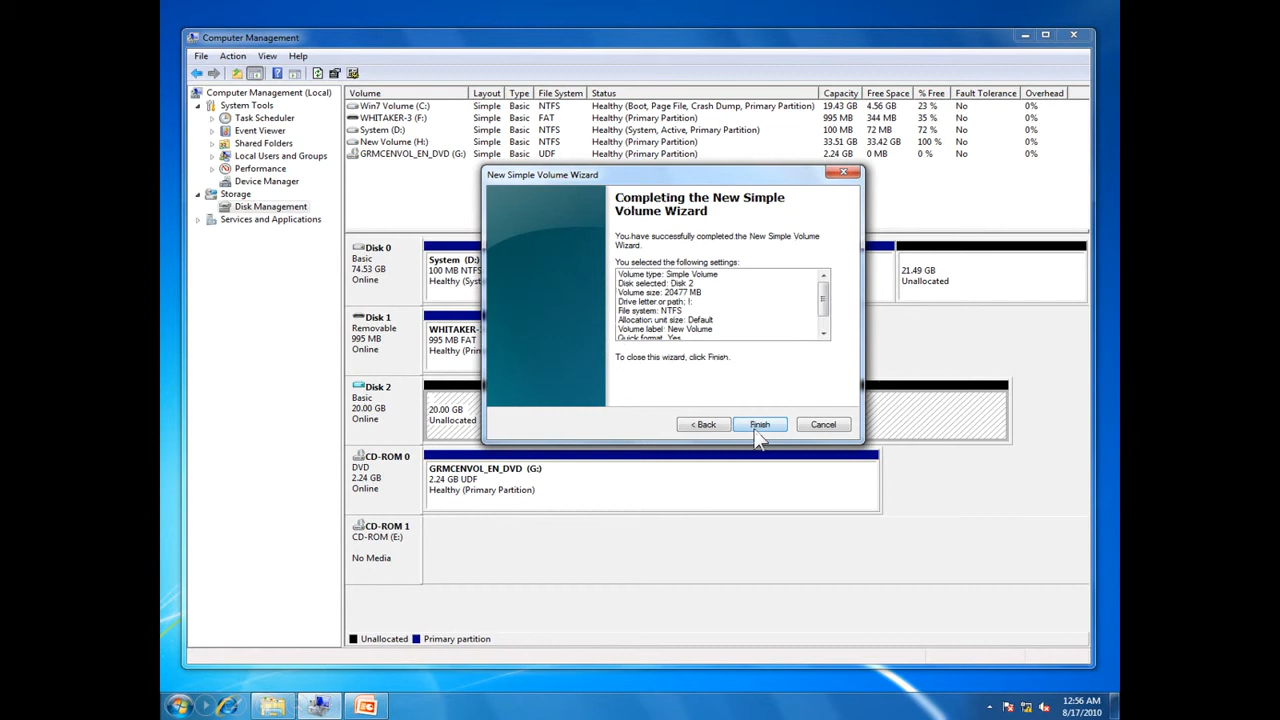 Computer Management
File Action View Help
Computer Management (Local)
System Tools
Task Scheduler
Event Viewer
Shared Folders
Local Users and Groups
Performance
Device Manager
Storage
Disk Management
Services and Applications
Volume Layout Type File System Status Capacity Free Space % Free Fault Tolerance Overhead
Win7 Volume (C:) Simple Basic NTFS Healthy (Boot, Page File, Crash Dump, Primary Partition) 19.43 GB 4.56 GB 23 % No 0%
WHITAKER-3 (F:) Simple Basic FAT Healthy (Primary Partition) 995 MB 344 MB 35 % No 0%
System (D:) Simple Basic NTFS Healthy (System, Active, Primary Partition) 100 MB 72 MB 72 % No 0%
New Volume (H:) Simple Basic NTFS Healthy (Primary Partition) 33.51 GB 33.42 GB 100 % No 0%
GRMCENVOL_EN_DVD (G:) Simple Basic UDF Healthy (Primary Partition) 2.24 GB 0 MB 0 % No 0%
New Simple Volume Wizard
Completing the New Simple
Volume Wizard
You have successfully completed the New Simple Volume
Wizard.
You selected the following settings:
Volume type: Simple Volume
Disk selected: Disk 2
Volume size: 20477 MB
Drive letter or path: I:
File system: NTFS
Allocation unit size: Default
Volume label: New Volume
Quick format: Yes
To close this wizard, click Finish.
< Back Finish Cancel
Disk 0
Basic
74.53 GB
Online
System (D:)
100 MB NTFS
Healthy (Sys
21.49 GB
Unallocated
Disk 1
Removable
995 MB
Online
WHITAKER-
995 MB FAT
Healthy (Pri
Disk 2
Basic
20.00 GB
Online
20.00 GB
Unallocated
CD-ROM 0
DVD
2.24 GB
Online
GRMCENVOL_EN_DVD (G:)
2.24 GB UDF
Healthy (Primary Partition)
CD-ROM 1
CD-ROM (E:)
No Media
Unallocated Primary partition
12:56 AM
8/17/2010